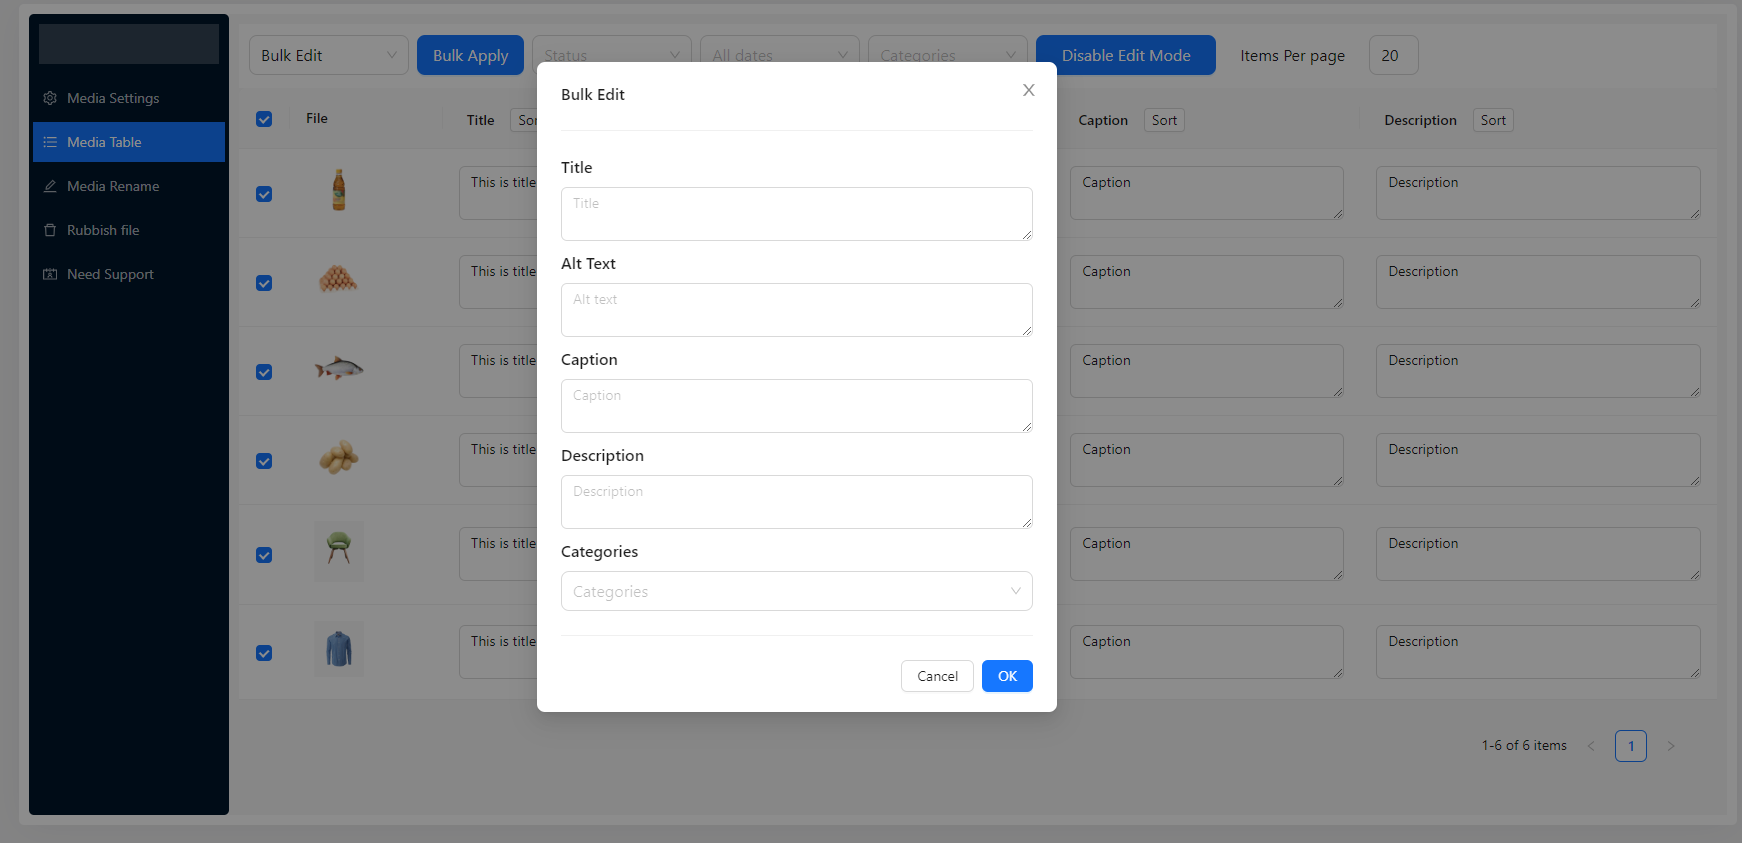 Bulk Edit
Bulk Apply
Status
All dates
Categories
Disable Edit Mode
Items Per page
20
Media Settings
Media Table
Media Rename
Rubbish file
Need Support
File
Title
Caption
Sort
Description
Sort
This is title
Caption
Description
This is title
Caption
Description
This is title
Caption
Description
This is title
Caption
Description
This is title
Caption
Description
This is title
Caption
Description
1-6 of 6 items
1
Bulk Edit
Title
Title
Alt Text
Alt text
Caption
Caption
Description
Description
Categories
Categories
Cancel
OK